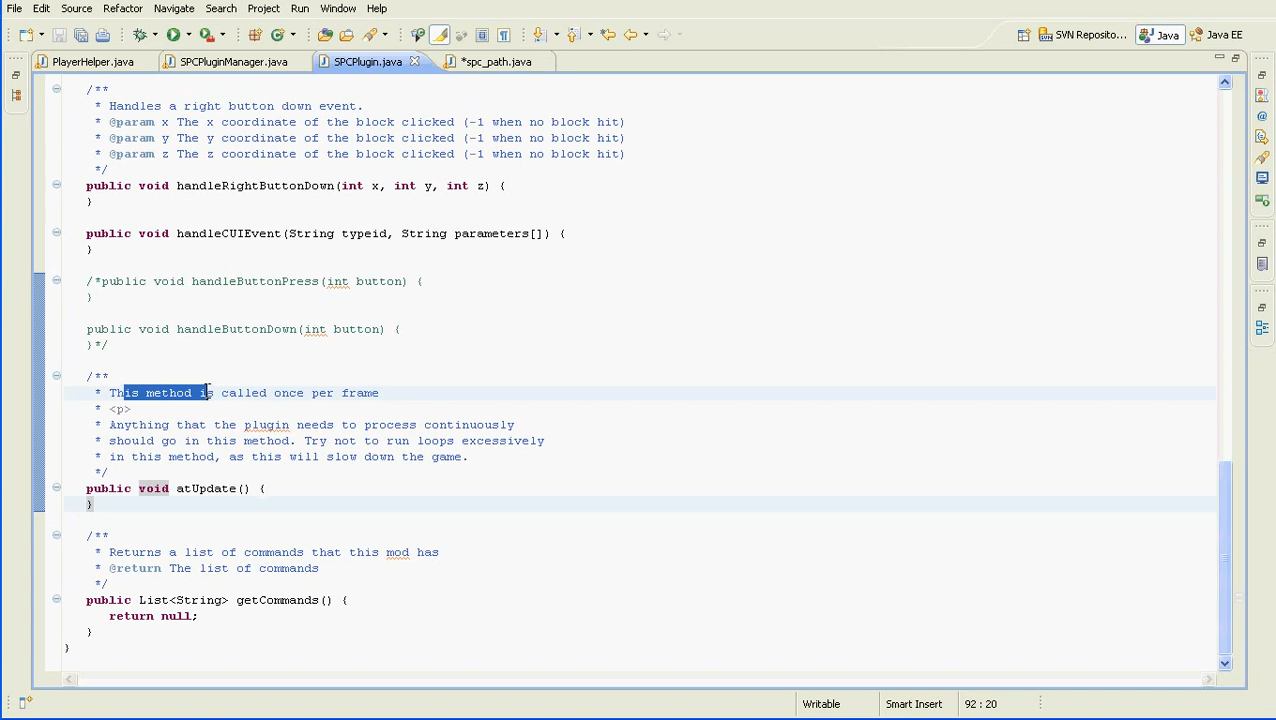 File Edit Source Refactor Navigate Search Project Run Window Help
SVN Reposito... Java Java EE
PlayerHelper.java SPCPluginManager.java SPCPlugin.java *spc_path.java
/**
* Handles a right button down event.
* @param x The x coordinate of the block clicked (-1 when no block hit)
* @param y The y coordinate of the block clicked (-1 when no block hit)
* @param z The z coordinate of the block clicked (-1 when no block hit)
*/
public void handleRightButtonDown(int x, int y, int z) {
}
public void handleCUIEvent(String typeid, String parameters[]) {
}
/*public void handleButtonPress(int button) {
}
public void handleButtonDown(int button) {
}*/
/**
* This method is called once per frame
* <p>
* Anything that the plugin needs to process continuously
* should go in this method. Try not to run loops excessively
* in this method, as this will slow down the game.
*/
public void atUpdate() {
}
/**
* Returns a list of commands that this mod has
* @return The list of commands
*/
public List<String> getCommands() {
return null;
}
}
Writable Smart Insert 92 : 20